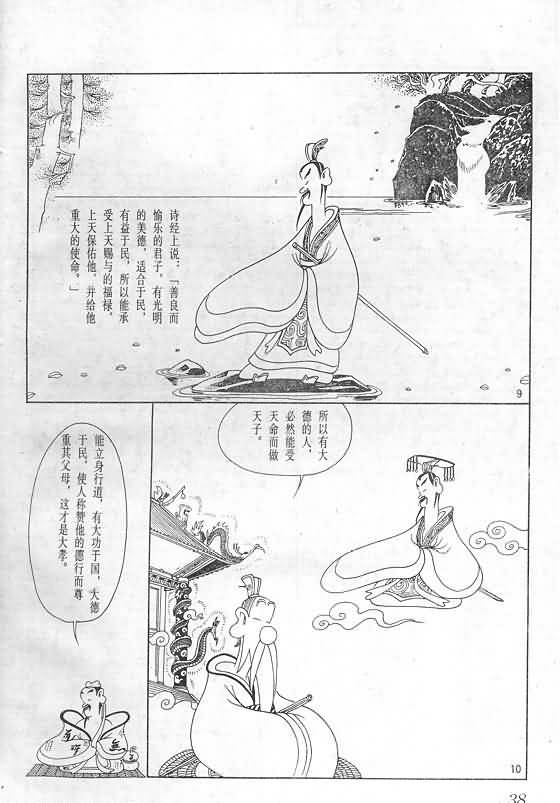 诗经上说：「善良而
愉乐的君子。有光明
的美德，适合于民，
有益于民，所以能承
受上天赐与的福禄，
上天保佑他，并给他
重大的使命。」
9
所以有大
德的人，
必然能受
天命而做
天子。
能立身行道，有大功于国，大德
于民，使人称赞他的德行而尊
重其父母，这才是大孝。
10
38